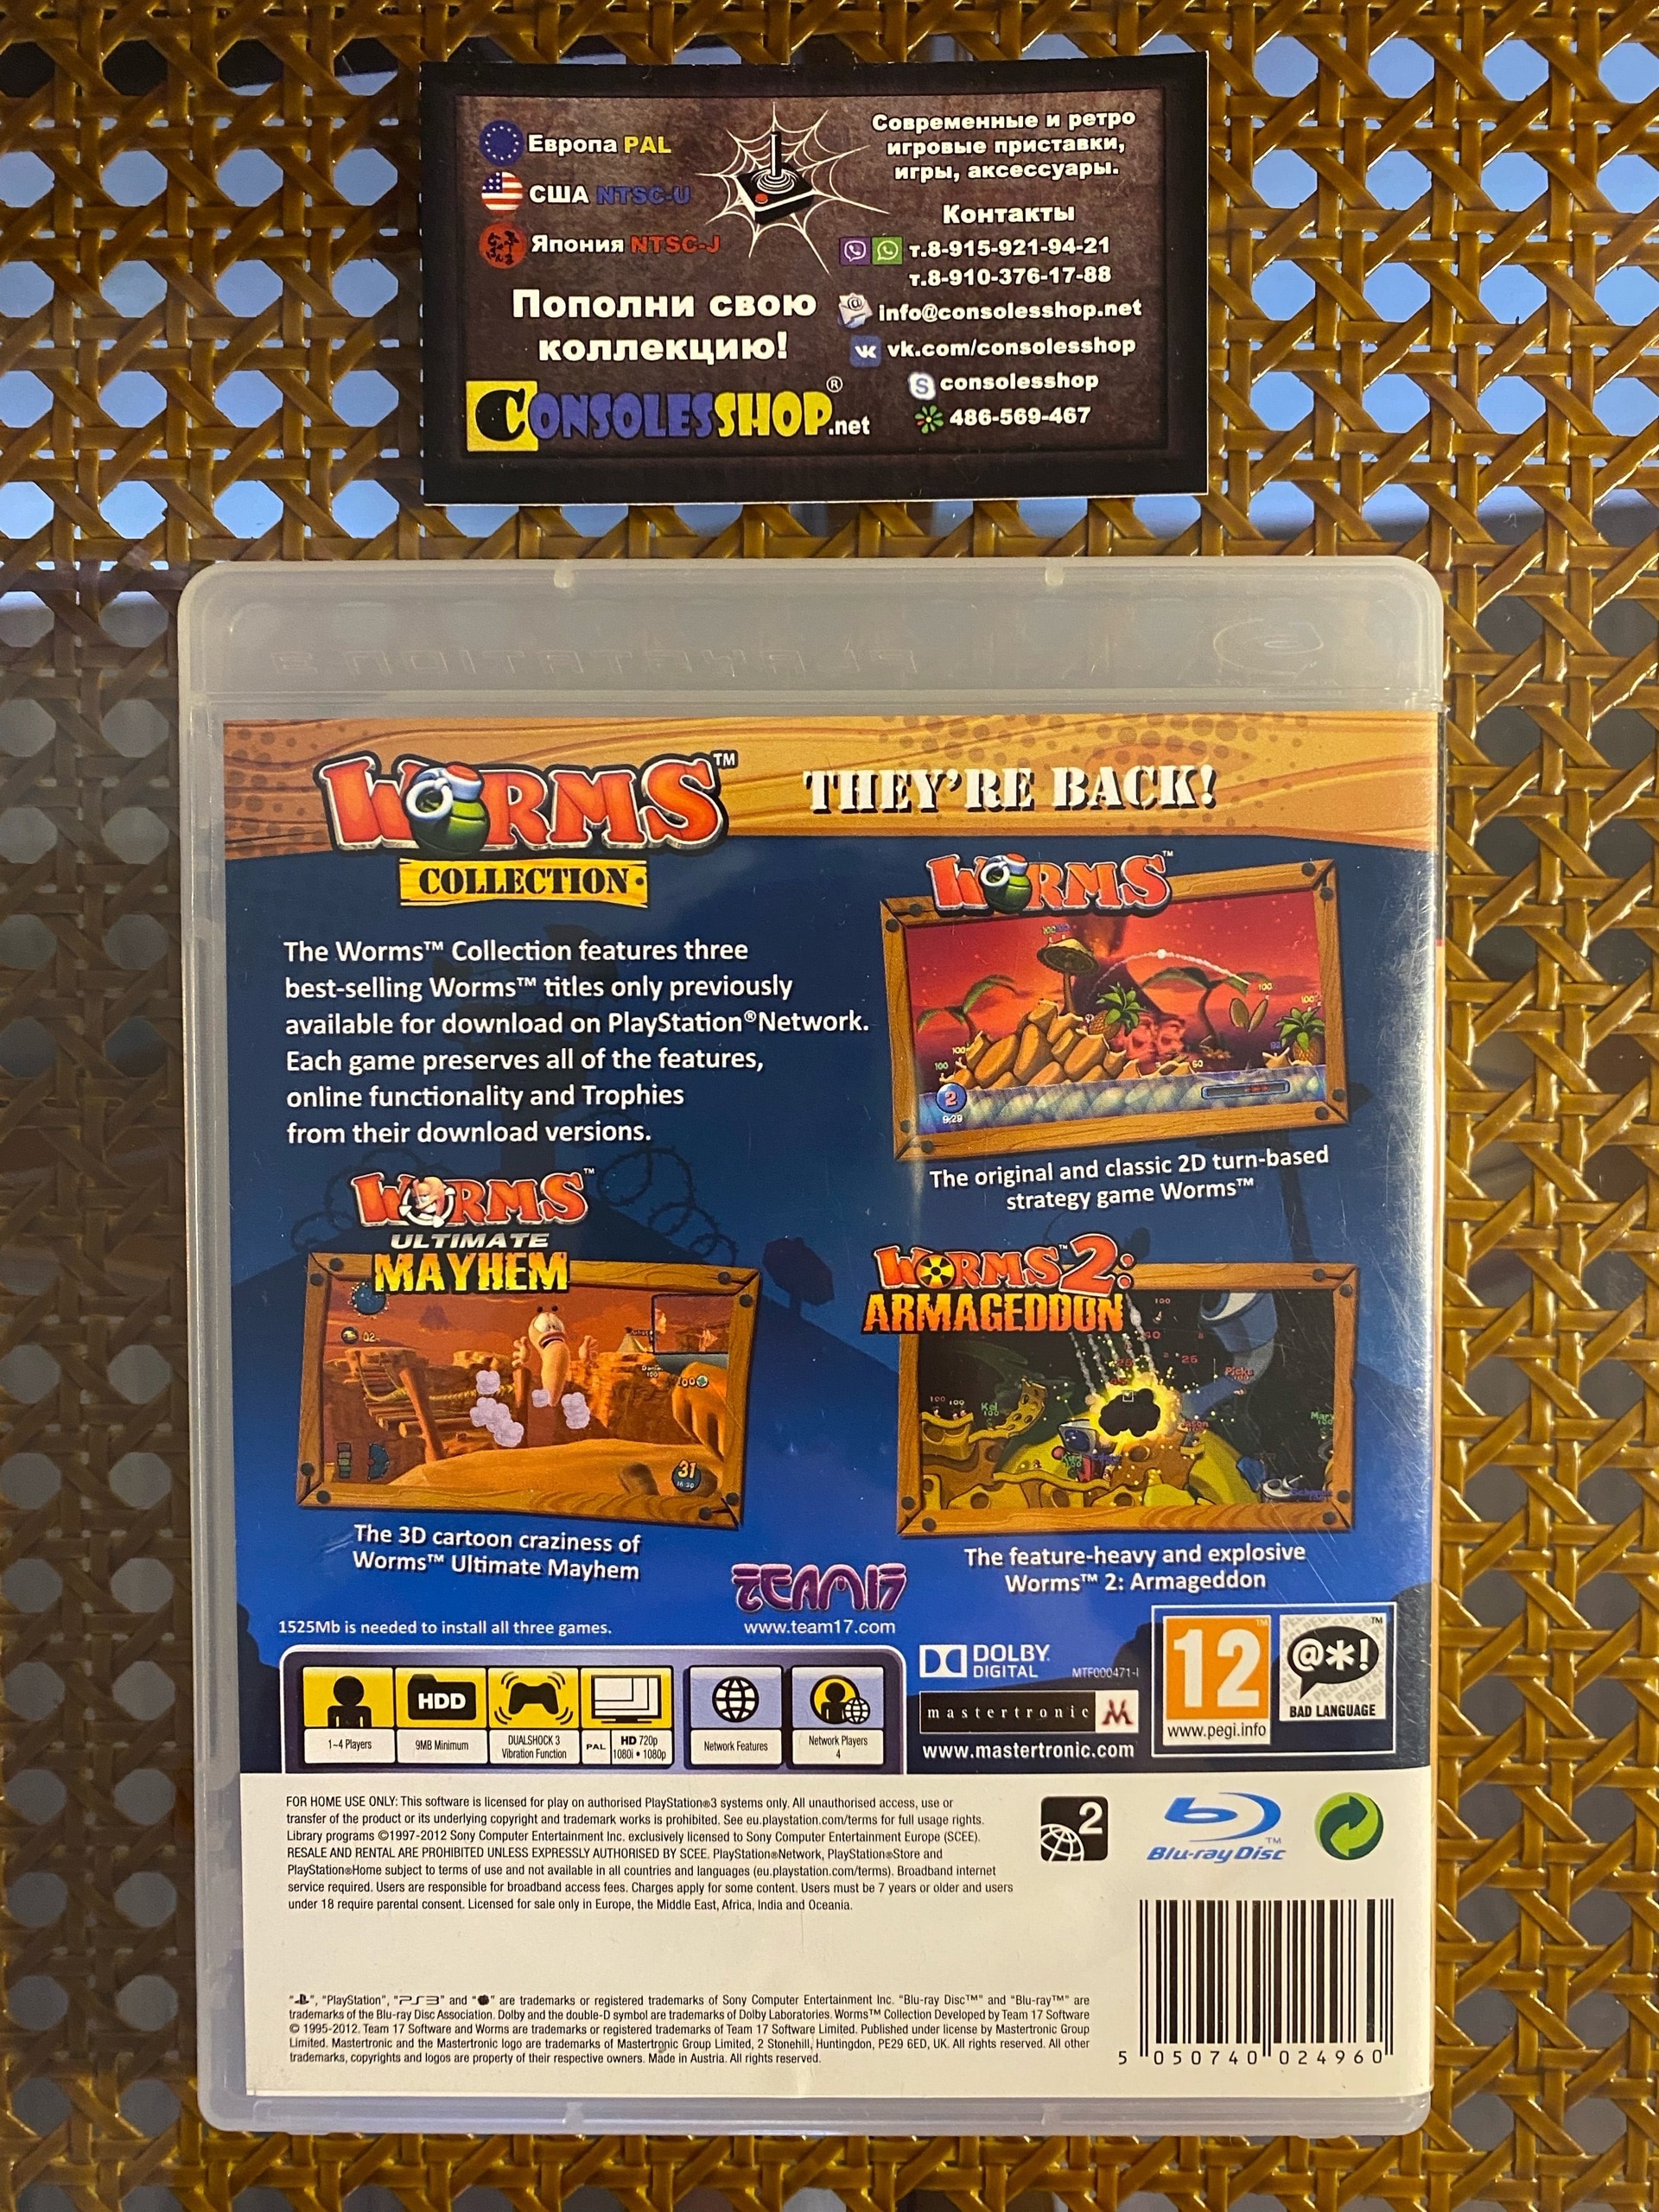 Европа PAL
США NTSC-U
Япония NTSC-J
Пополни свою
коллекцию!
CONSOLESSHOP.net®
Современные и ретро
игровые приставки,
игры, аксессуары.
Контакты
т.8-915-921-94-21
т.8-910-376-17-88
info@consolesshop.net
vk.com/consolesshop
consolesshop
486-569-467
PLAYSTATION 3
WORMS™
COLLECTION
THEY'RE BACK!
The Worms™ Collection features three
best-selling Worms™ titles only previously
available for download on PlayStation®Network.
Each game preserves all of the features,
online functionality and Trophies
from their download versions.
WORMS™
The original and classic 2D turn-based
strategy game Worms™
WORMS™
ULTIMATE
MAYHEM
The 3D cartoon craziness of
Worms™ Ultimate Mayhem
WORMS™ 2:
ARMAGEDDON
The feature-heavy and explosive
Worms™ 2: Armageddon
TEAM17
www.team17.com
1525Mb is needed to install all three games.
HDD
1~4 Players
9MB Minimum
DUALSHOCK 3
Vibration Function
PAL
HD 720p
1080i • 1080p
Network Features
Network Players
4
DOLBY
DIGITAL
MTF000471-I
mastertronic M
www.mastertronic.com
12
www.pegi.info
@*!
BAD LANGUAGE
FOR HOME USE ONLY: This software is licensed for play on authorised PlayStation®3 systems only. All unauthorised access, use or
transfer of the product or its underlying copyright and trademark works is prohibited. See eu.playstation.com/terms for full usage rights.
Library programs ©1997-2012 Sony Computer Entertainment Inc. exclusively licensed to Sony Computer Entertainment Europe (SCEE).
RESALE AND RENTAL ARE PROHIBITED UNLESS EXPRESSLY AUTHORISED BY SCEE. PlayStation®Network, PlayStation®Store and
PlayStation®Home subject to terms of use and not available in all countries and languages (eu.playstation.com/terms). Broadband internet
service required. Users are responsible for broadband access fees. Charges apply for some content. Users must be 7 years or older and users
under 18 require parental consent. Licensed for sale only in Europe, the Middle East, Africa, India and Oceania.
2
Blu-ray Disc™
"", "PlayStation", "PS3" and "" are trademarks or registered trademarks of Sony Computer Entertainment Inc. "Blu-ray Disc™" and "Blu-ray™" are
trademarks of the Blu-ray Disc Association. Dolby and the double-D symbol are trademarks of Dolby Laboratories. Worms™ Collection Developed by Team 17 Software
© 1995-2012. Team 17 Software and Worms are trademarks or registered trademarks of Team 17 Software Limited. Published under license by Mastertronic Group
Limited. Mastertronic and the Mastertronic logo are trademarks of Mastertronic Group Limited, 2 Stonehill, Huntingdon, PE29 6ED, UK. All rights reserved. All other
trademarks, copyrights and logos are property of their respective owners. Made in Austria. All rights reserved.
5 050740 024960